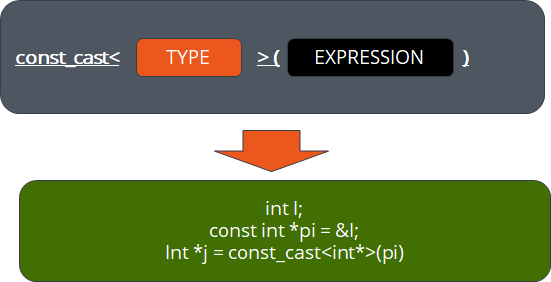 const_cast< TYPE >( EXPRESSION )
int l;
const int *pi = &l;
Int *j = const_cast<int*>(pi)